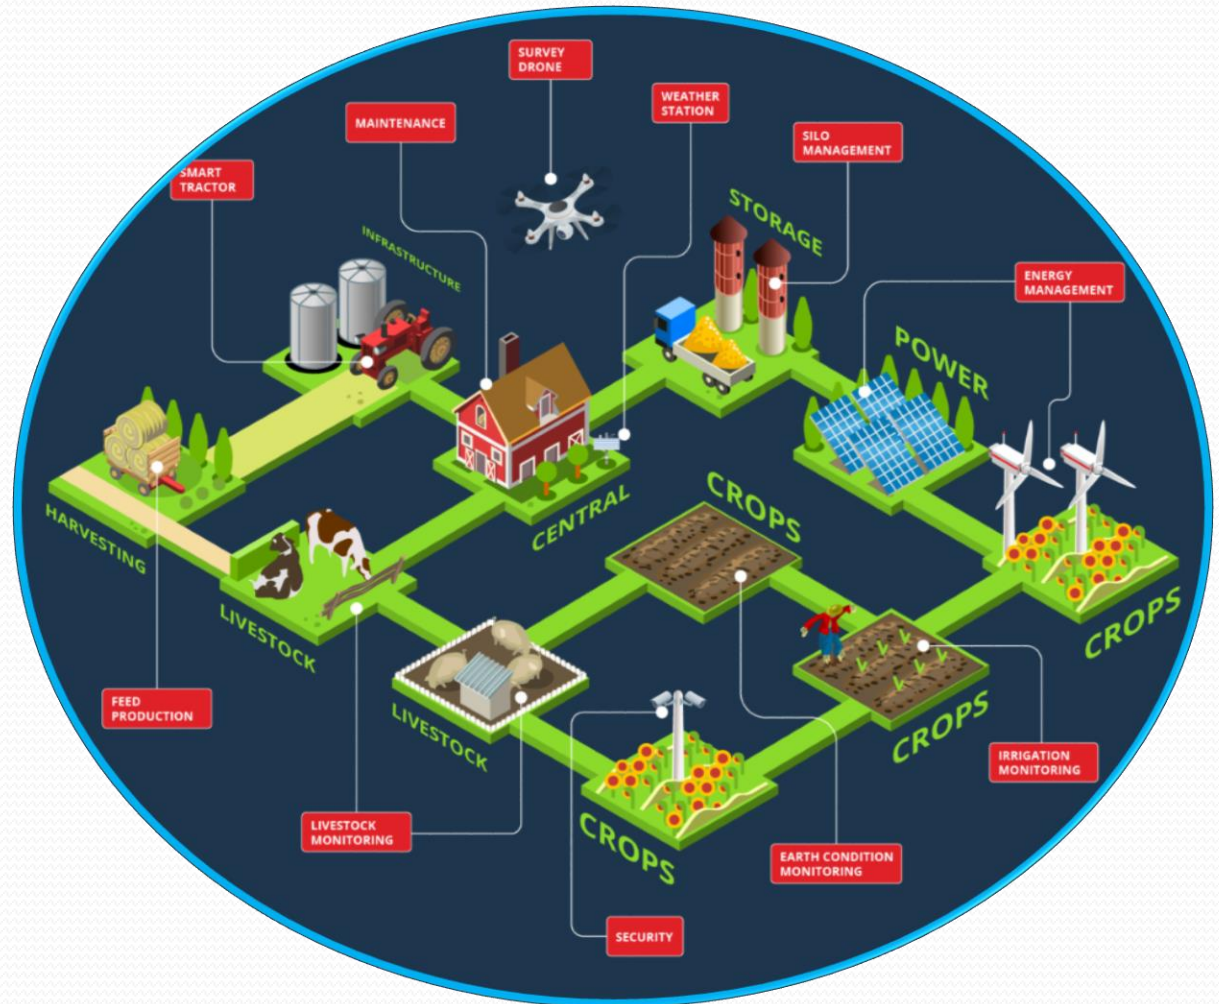 SURVEY
DRONE
WEATHER
STATION
MAINTENANCE
SILO
MANAGEMENT
SMART
TRACTOR
STORAGE
INFRASTRUCTURE
ENERGY
MANAGEMENT
POWER
CROPS
CENTRAL
HARVESTING
LIVESTOCK
CROPS
FEED
PRODUCTION
LIVESTOCK
CROPS
IRRIGATION
MONITORING
LIVESTOCK
MONITORING
CROPS
EARTH CONDITION
MONITORING
SECURITY